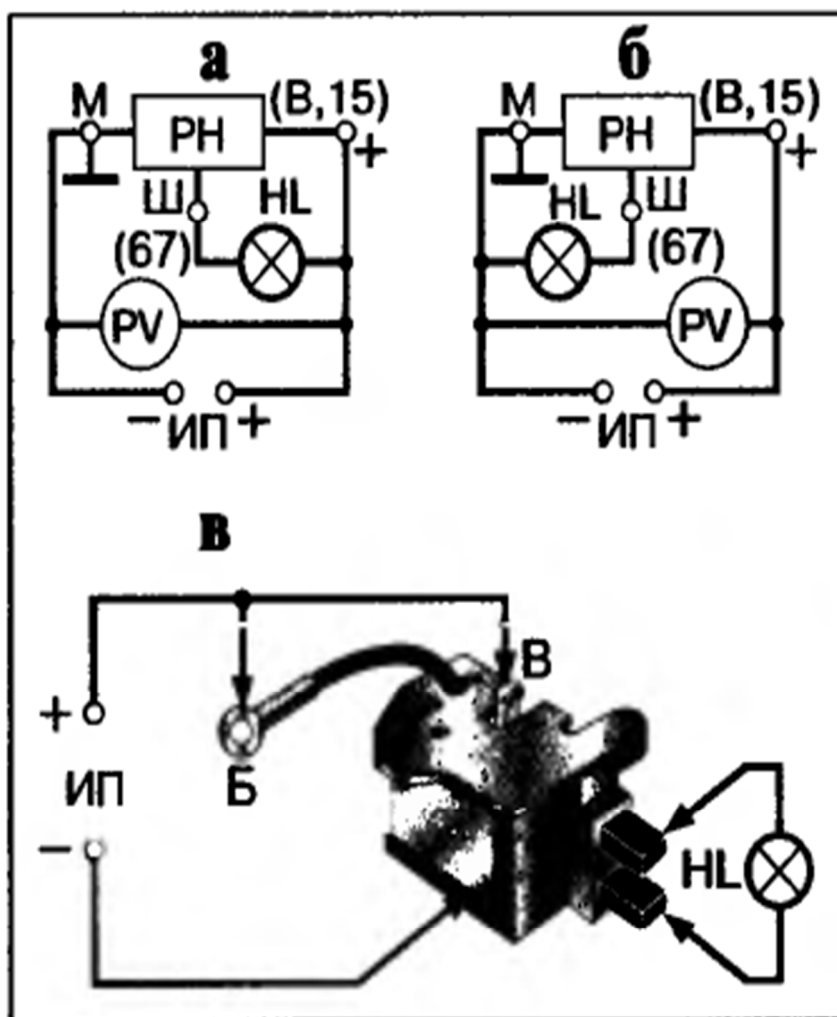 а
М
РН
(В,15)
+
Ш
HL
(67)
PV
− ИП +
б
М
РН
(В,15)
+
HL
Ш
(67)
PV
− ИП +
в
В
+
ИП
−
Б
HL